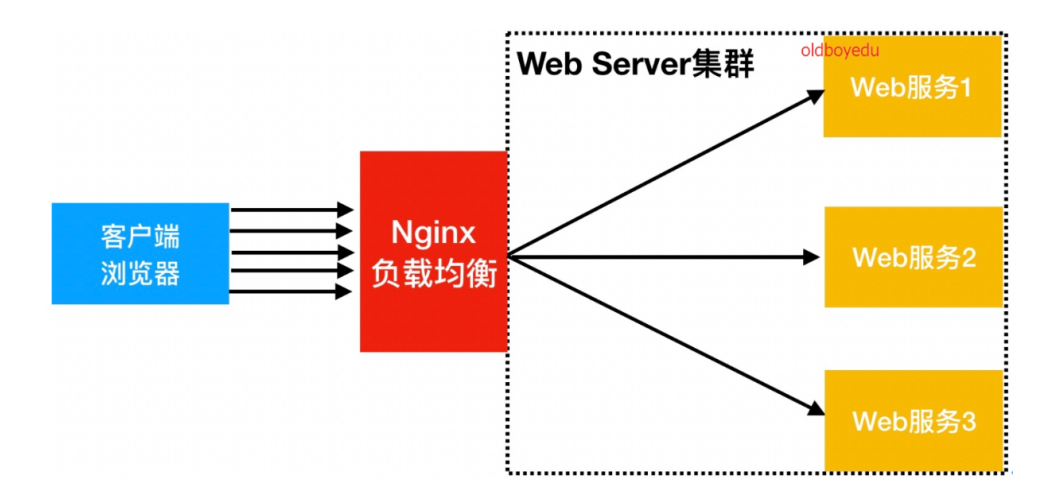 客户端
浏览器
Nginx
负载均衡
Web Server集群
oldboyedu
Web服务1
Web服务2
Web服务3